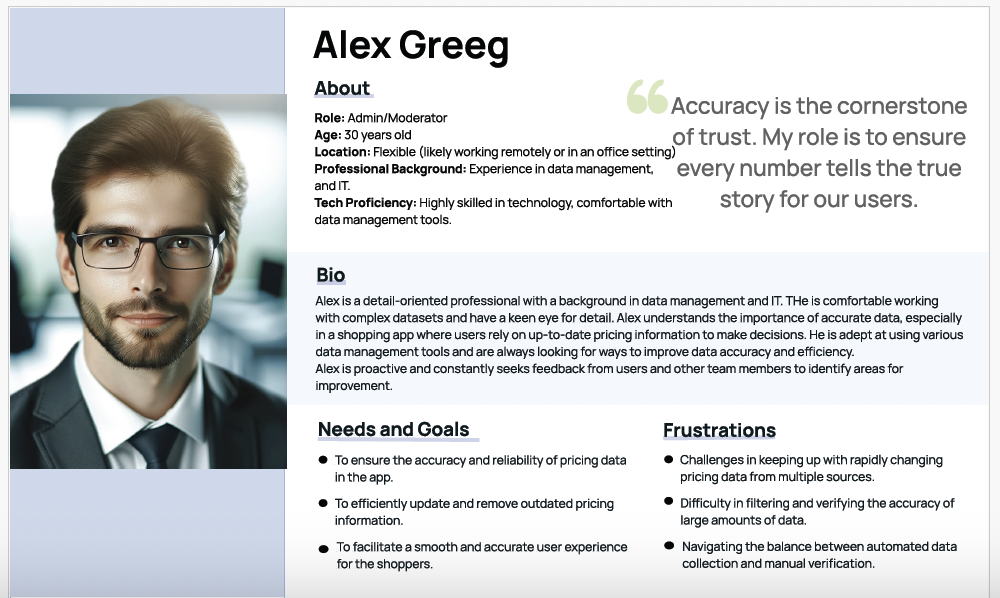 Alex Greeg
About
Role: Admin/Moderator
Age: 30 years old
Location: Flexible (likely working remotely or in an office setting)
Professional Background: Experience in data management,
and IT.
Tech Proficiency: Highly skilled in technology, comfortable with
data management tools.
“Accuracy is the cornerstone
of trust. My role is to ensure
every number tells the true
story for our users.
Bio
Alex is a detail-oriented professional with a background in data management and IT. THe is comfortable working
with complex datasets and have a keen eye for detail. Alex understands the importance of accurate data, especially
in a shopping app where users rely on up-to-date pricing information to make decisions. He is adept at using various
data management tools and are always looking for ways to improve data accuracy and efficiency.
Alex is proactive and constantly seeks feedback from users and other team members to identify areas for
improvement.
Needs and Goals
● To ensure the accuracy and reliability of pricing data
in the app.
● To efficiently update and remove outdated pricing
information.
● To facilitate a smooth and accurate user experience
for the shoppers.
Frustrations
● Challenges in keeping up with rapidly changing
pricing data from multiple sources.
● Difficulty in filtering and verifying the accuracy of
large amounts of data.
● Navigating the balance between automated data
collection and manual verification.